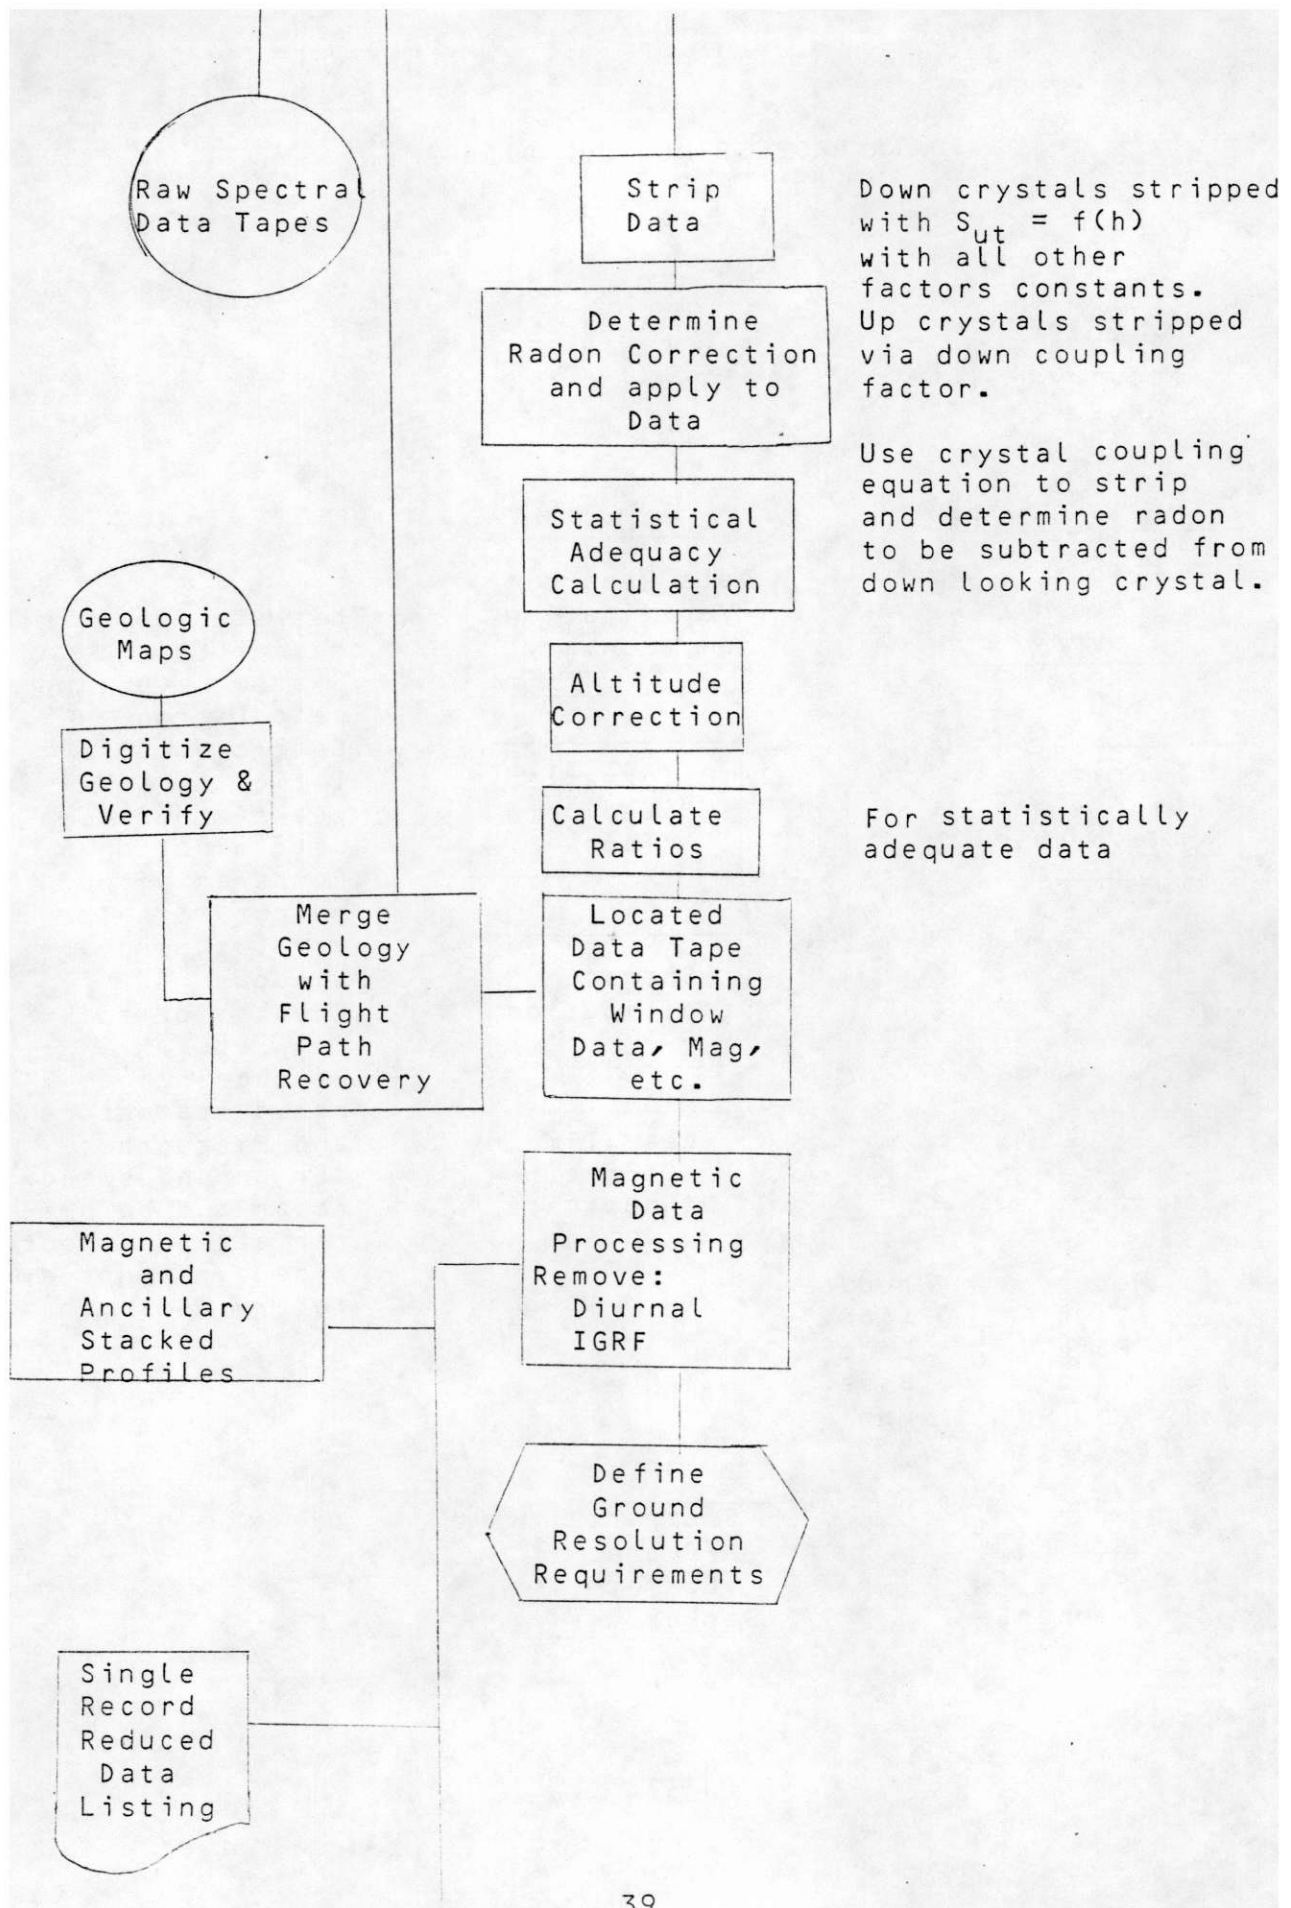 Raw Spectral
Data Tapes
Strip
Data
Down crystals stripped
with Sut = f(h)
with all other
factors constants.
Up crystals stripped
via down coupling
factor.
Determine
Radon Correction
and apply to
Data
Use crystal coupling
equation to strip
and determine radon
to be subtracted from
down looking crystal.
Statistical
Adequacy
Calculation
Geologic
Maps
Altitude
Correction
Digitize
Geology &
Verify
Calculate
Ratios
For statistically
adequate data
Merge
Geology
with
Flight
Path
Recovery
Located
Data Tape
Containing
Window
Data, Mag,
etc.
Magnetic
Data
Processing
Remove:
Diurnal
IGRF
Magnetic
and
Ancillary
Stacked
Profiles
Define
Ground
Resolution
Requirements
Single
Record
Reduced
Data
Listing
39